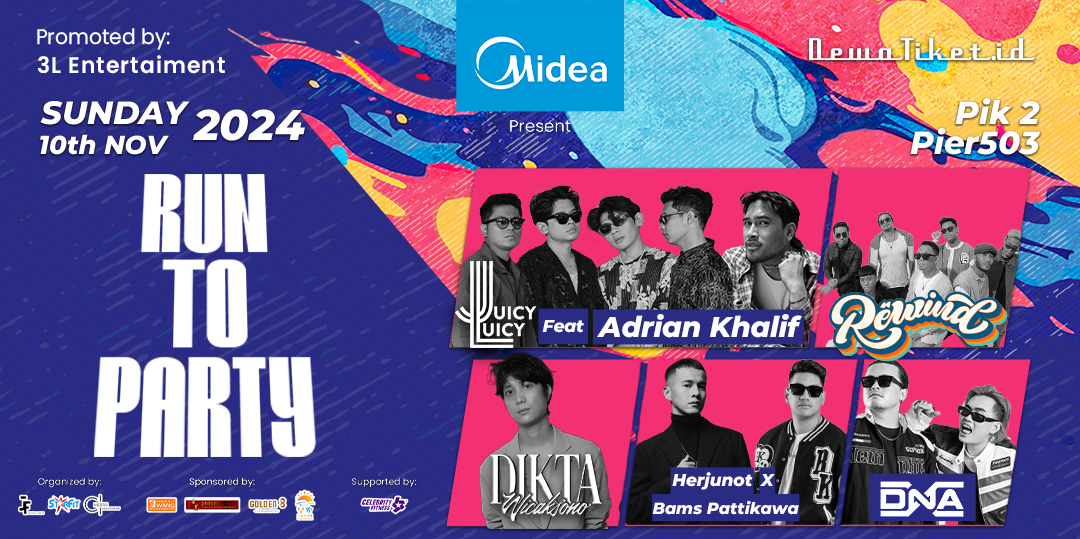 Promoted by:
3L Entertaiment
SUNDAY
10th NOV
2024
Midea
Present
NewaTiket.id
Pik 2
Pier503
RUN
TO
PARTY
JUICY
LUICY
Feat
Adrian Khalif
Rewind
DIKTA
Wicaksono
Herjunot X
Bams Pattikawa
DNA
Organized by:
Sponsored by:
Supported by:
GOLDEN 8
CELEBRITY
FITNESS